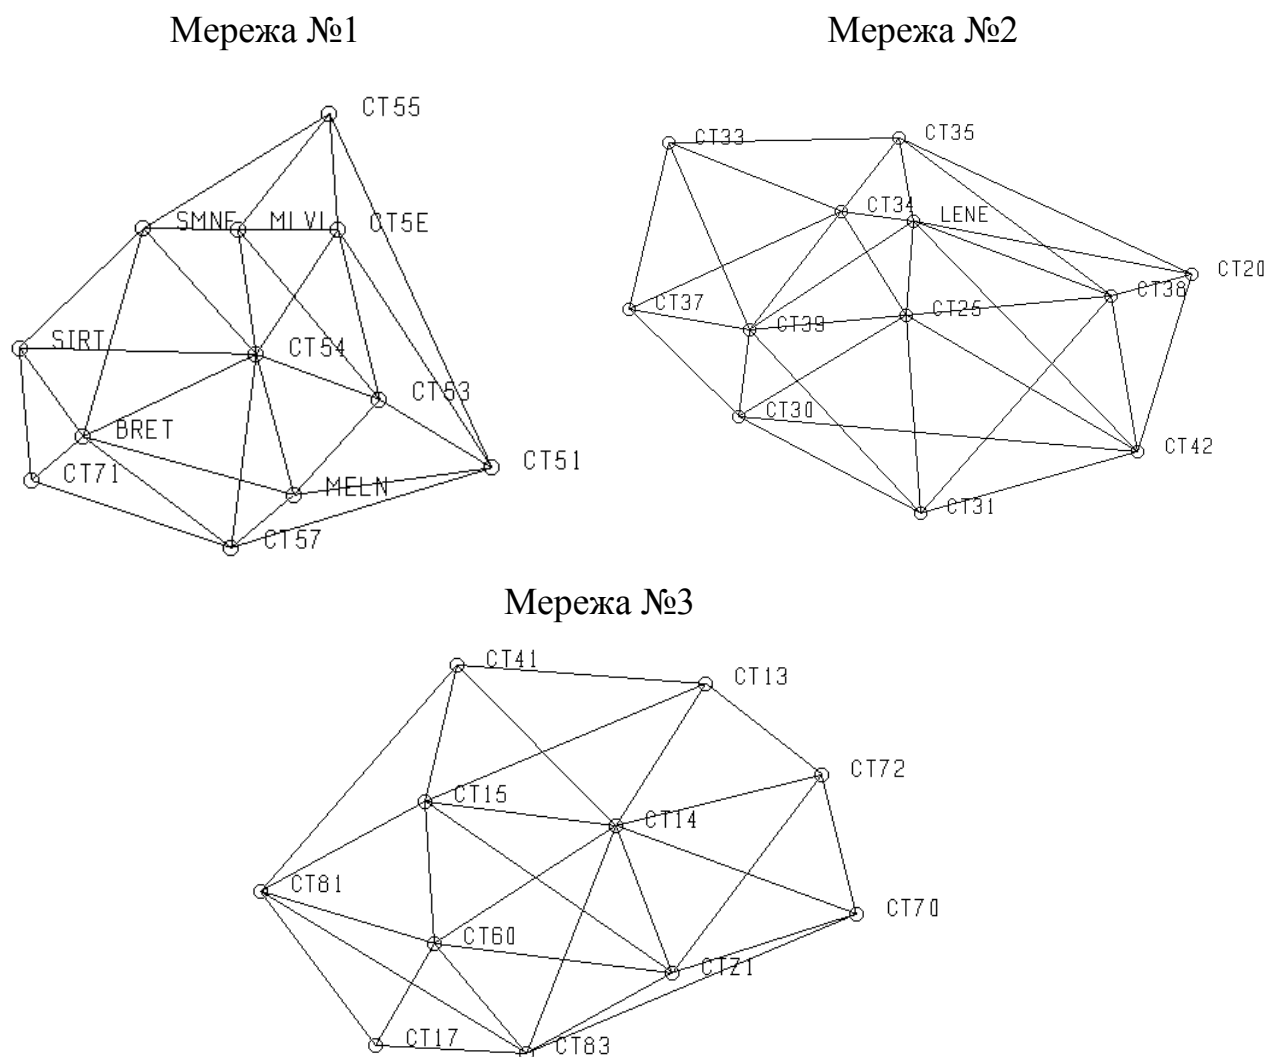 Мережа №1
Мережа №2
CT55
CT33
CT35
SMNF
MLVL
CT5E
CT34
LENE
CT20
CT38
CT37
CT39
CT25
SIRT
CT54
CT53
CT30
BRET
CT71
MELN
CT51
CT42
CT31
CT57
Мережа №3
CT41
CT13
CT72
CT15
CT14
CT81
CT70
CT60
CTZ1
CT17
CT83